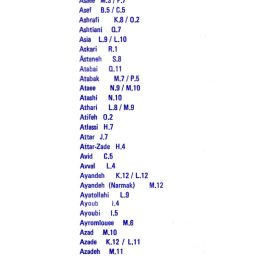 Asef B.5 / C.5
Ashrafi K.8 / O.2
Ashtiani Q.7
Asia L.9 / L.10
Askari R.1
Astaneh S.8
Atabai Q.11
Atabak M.7 / P.5
Ataee N.9 / M.10
Atashi N.10
Athari L.8 / M.9
Atifeh O.2
Atlassi H.7
Attar J.7
Attar-Zade H.4
Avid C.5
Avval L.4
Ayandeh K.12 / L.12
Ayandeh (Narmak) M.12
Ayatollahi L.9
Ayoub I.4
Ayoubi I.5
Ayromlouee M.6
Azad M.10
Azade K.12 / L.11
Azadeh M.11